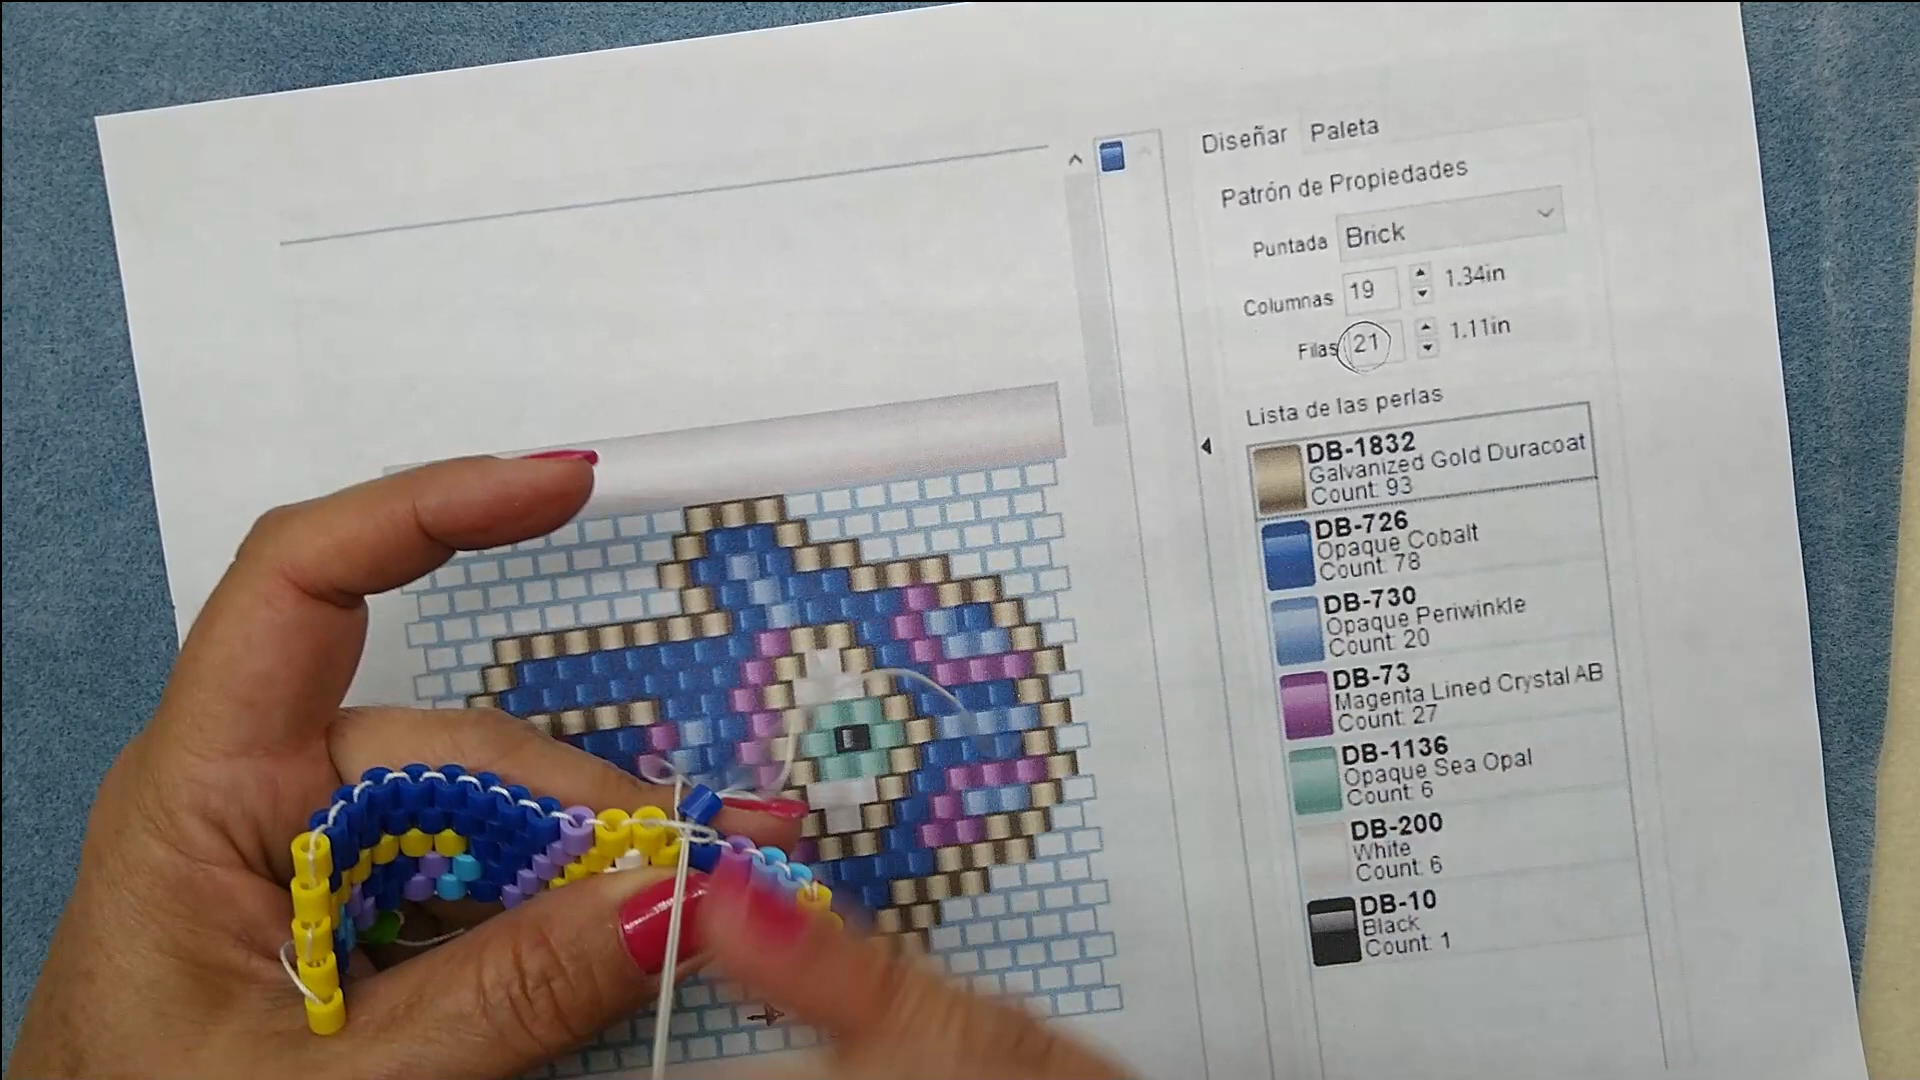 Diseñar Paleta
Patrón de Propiedades
Puntada Brick
Columnas 19 1.34in
Filas 21 1.11in
Lista de las perlas
DB-1832
Galvanized Gold Duracoat
Count: 93
DB-726
Opaque Cobalt
Count: 78
DB-730
Opaque Periwinkle
Count: 20
DB-73
Magenta Lined Crystal AB
Count: 27
DB-1136
Opaque Sea Opal
Count: 6
DB-200
White
Count: 6
DB-10
Black
Count: 1